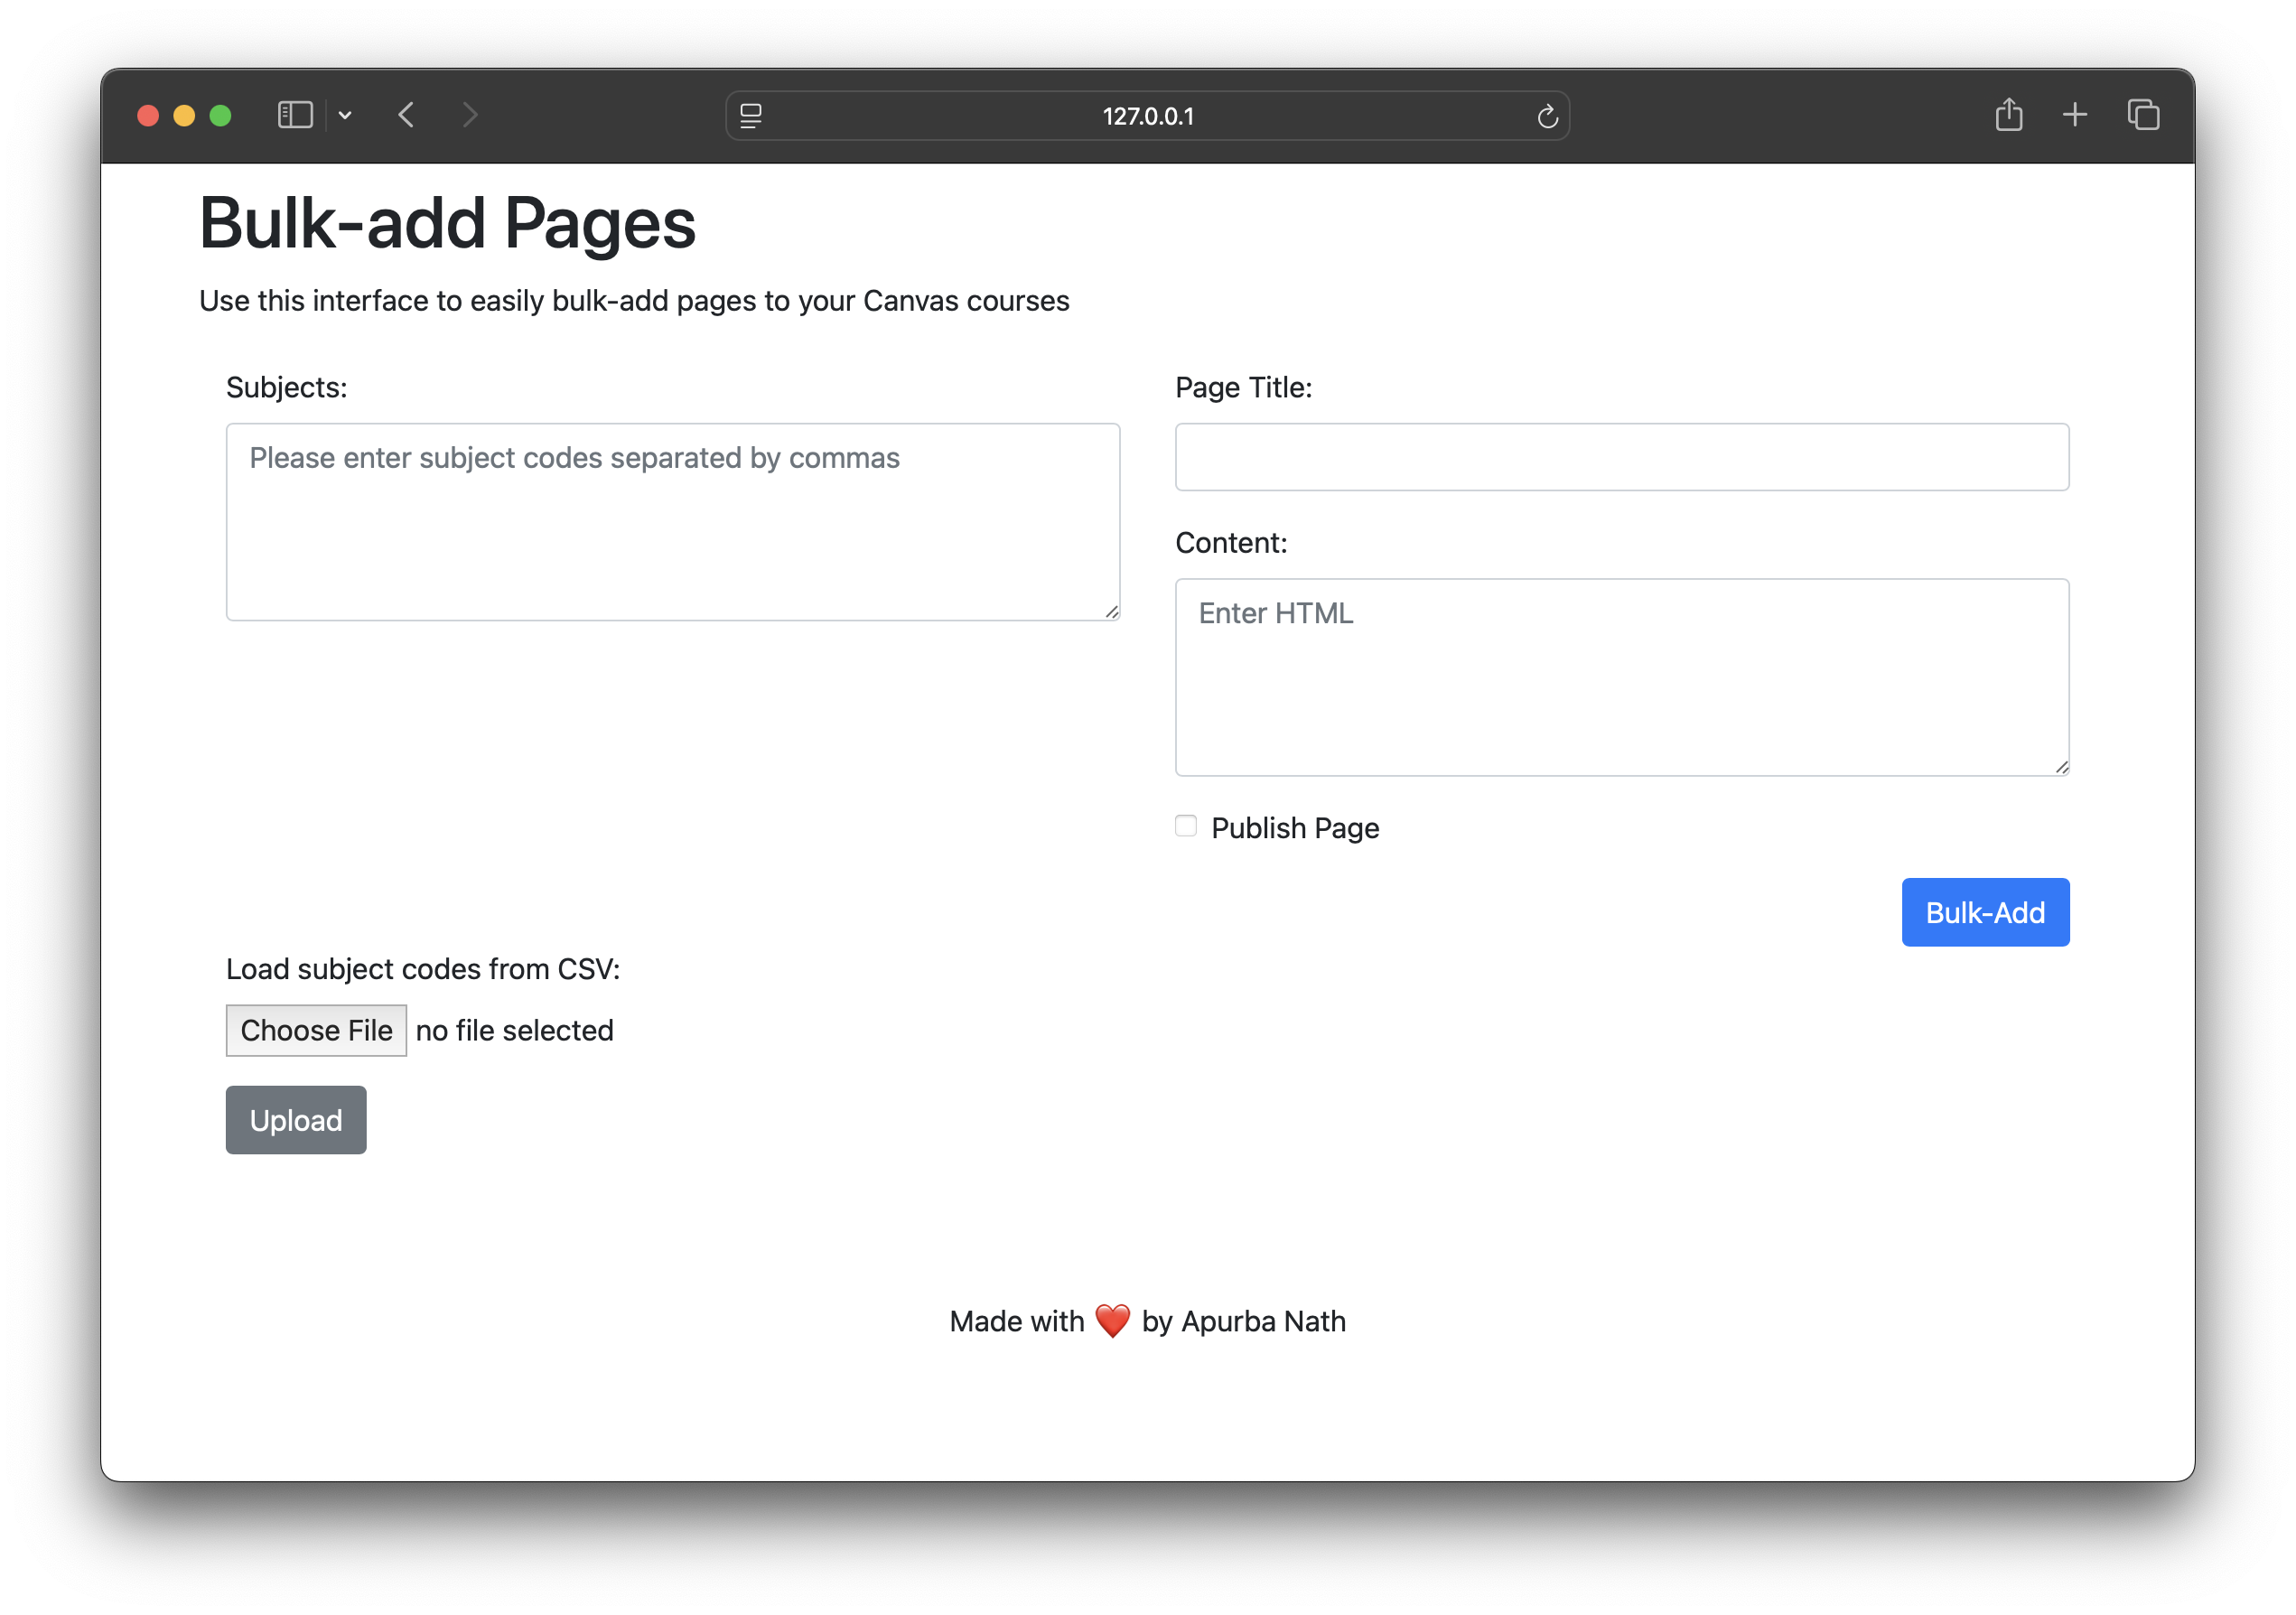 127.0.0.1
Bulk-add Pages
Use this interface to easily bulk-add pages to your Canvas courses
Subjects:
Please enter subject codes separated by commas
Page Title:
Content:
Enter HTML
Publish Page
Bulk-Add
Load subject codes from CSV:
Choose File no file selected
Upload
Made with ❤️ by Apurba Nath